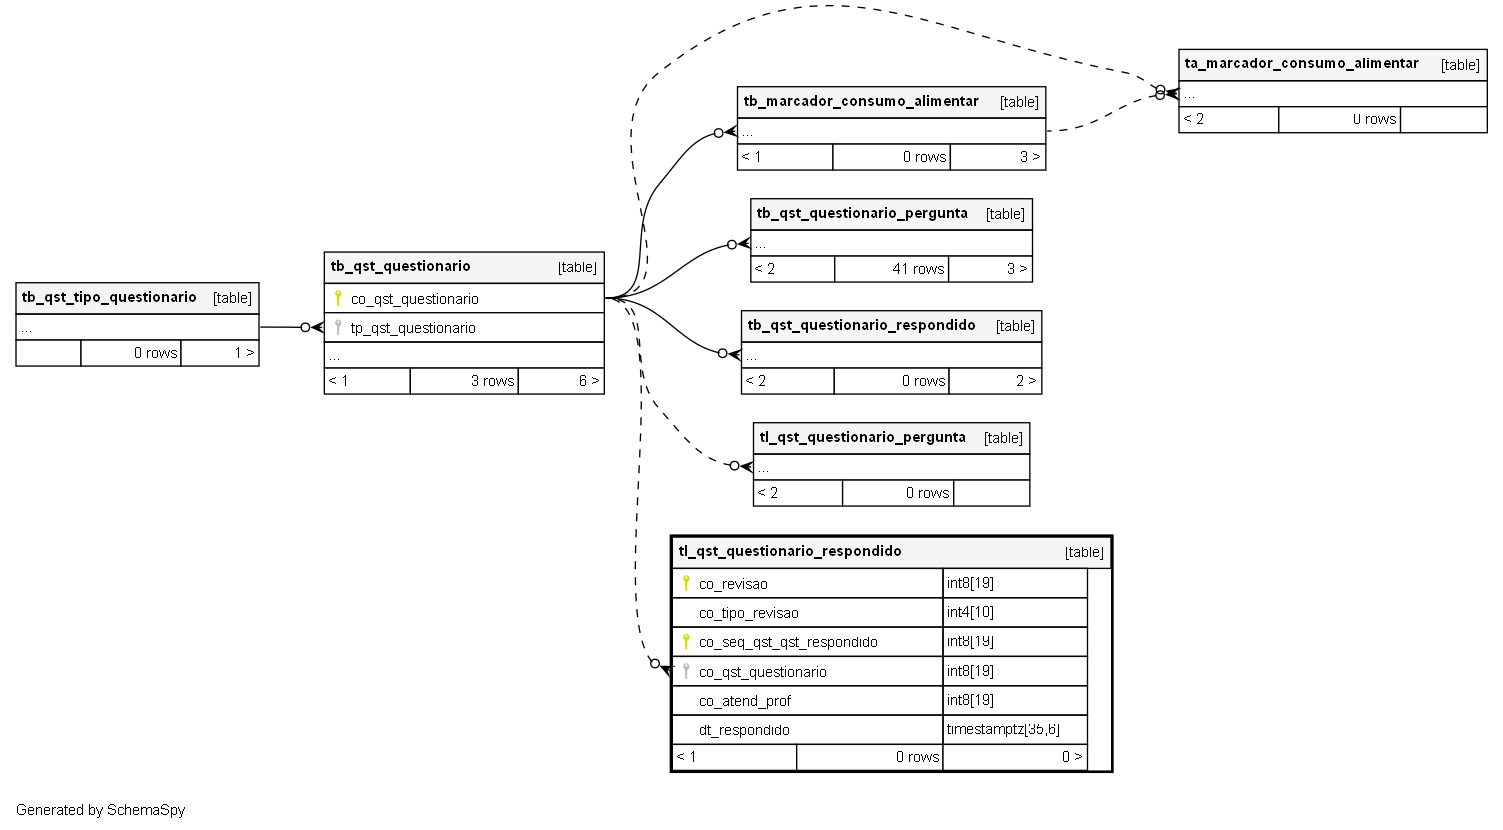 ta_marcador_consumo_alimentar [table]
...
< 2 0 rows
tb_marcador_consumo_alimentar [table]
...
< 1 0 rows 3 >
tb_qst_questionario_pergunta [table]
...
< 2 41 rows 3 >
tb_qst_questionario [table]
co_qst_questionario
tp_qst_questionario
...
< 1 3 rows 6 >
tb_qst_tipo_questionario [table]
...
0 rows 1 >
tb_qst_questionario_respondido [table]
...
< 2 0 rows 2 >
tl_qst_questionario_pergunta [table]
...
< 2 0 rows
tl_qst_questionario_respondido [table]
co_revisao int8[19]
co_tipo_revisao int4[10]
co_seq_qst_qst_respondido int8[19]
co_qst_questionario int8[19]
co_atend_prof int8[19]
dt_respondido timestamptz[35,6]
< 1 0 rows 0 >
Generated by SchemaSpy